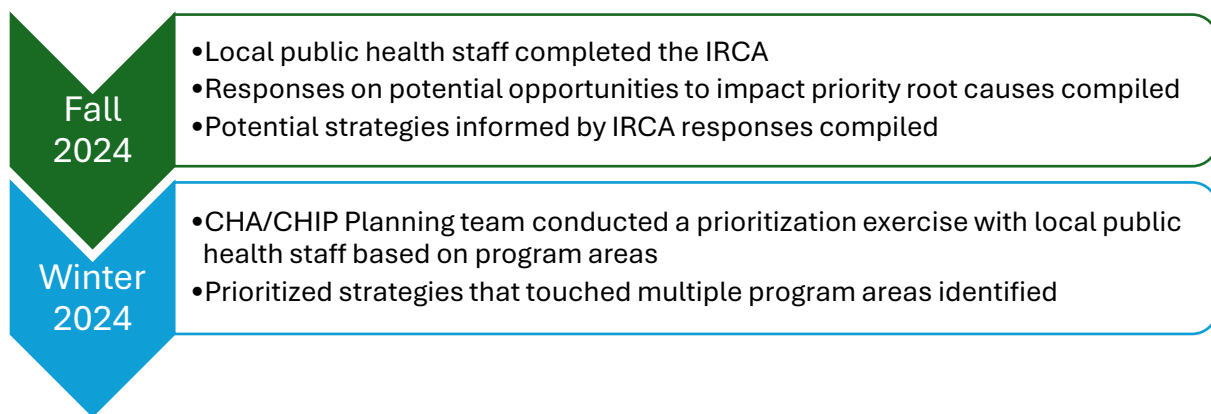 Fall
2024
•Local public health staff completed the IRCA
•Responses on potential opportunities to impact priority root causes compiled
•Potential strategies informed by IRCA responses compiled
Winter
2024
•CHA/CHIP Planning team conducted a prioritization exercise with local public
health staff based on program areas
•Prioritized strategies that touched multiple program areas identified